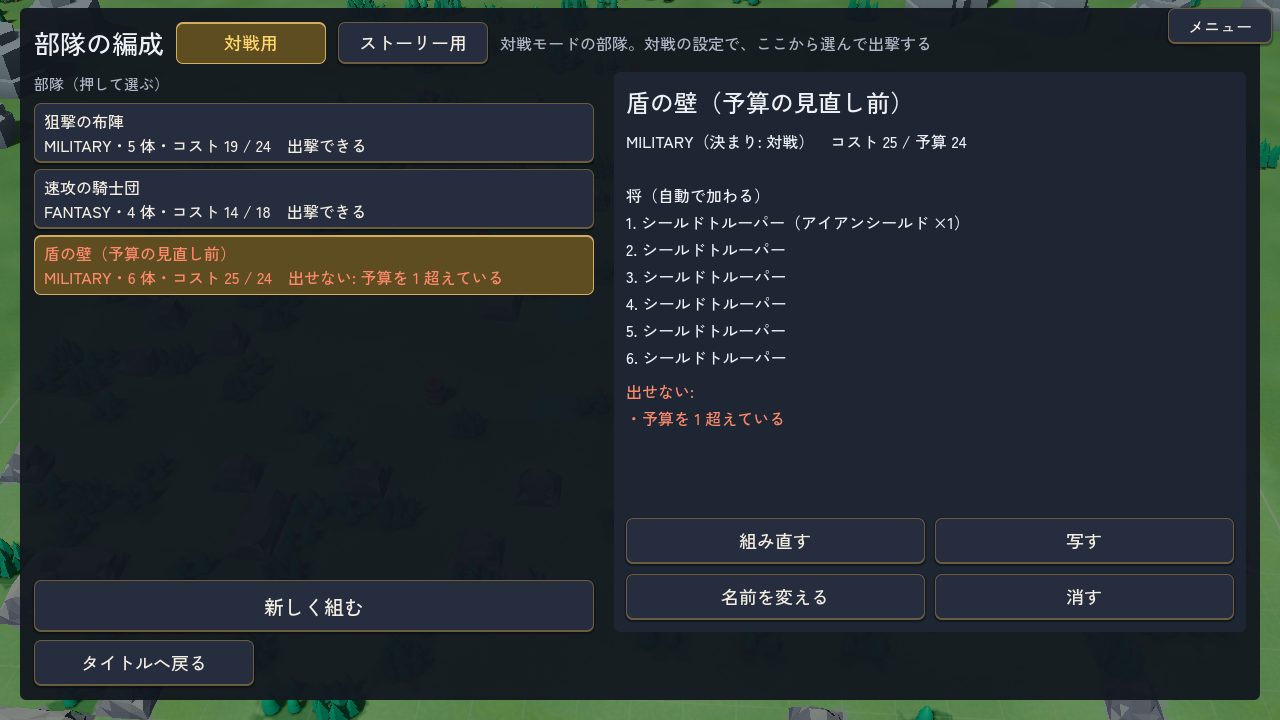 部隊の編成
対戦用
ストーリー用
対戦モードの部隊。対戦の設定で、ここから選んで出撃する
メニュー
部隊（押して選ぶ）
狙撃の布陣
MILITARY・5 体・コスト 19 / 24　出撃できる
速攻の騎士団
FANTASY・4 体・コスト 14 / 18　出撃できる
盾の壁（予算の見直し前）
MILITARY・6 体・コスト 25 / 24　出せない: 予算を 1 超えている
新しく組む
タイトルへ戻る
盾の壁（予算の見直し前）
MILITARY（決まり: 対戦）　コスト 25 / 予算 24
将（自動で加わる）
1. シールドトルーパー（アイアンシールド ×1）
2. シールドトルーパー
3. シールドトルーパー
4. シールドトルーパー
5. シールドトルーパー
6. シールドトルーパー
出せない:
・予算を 1 超えている
組み直す
写す
名前を変える
消す